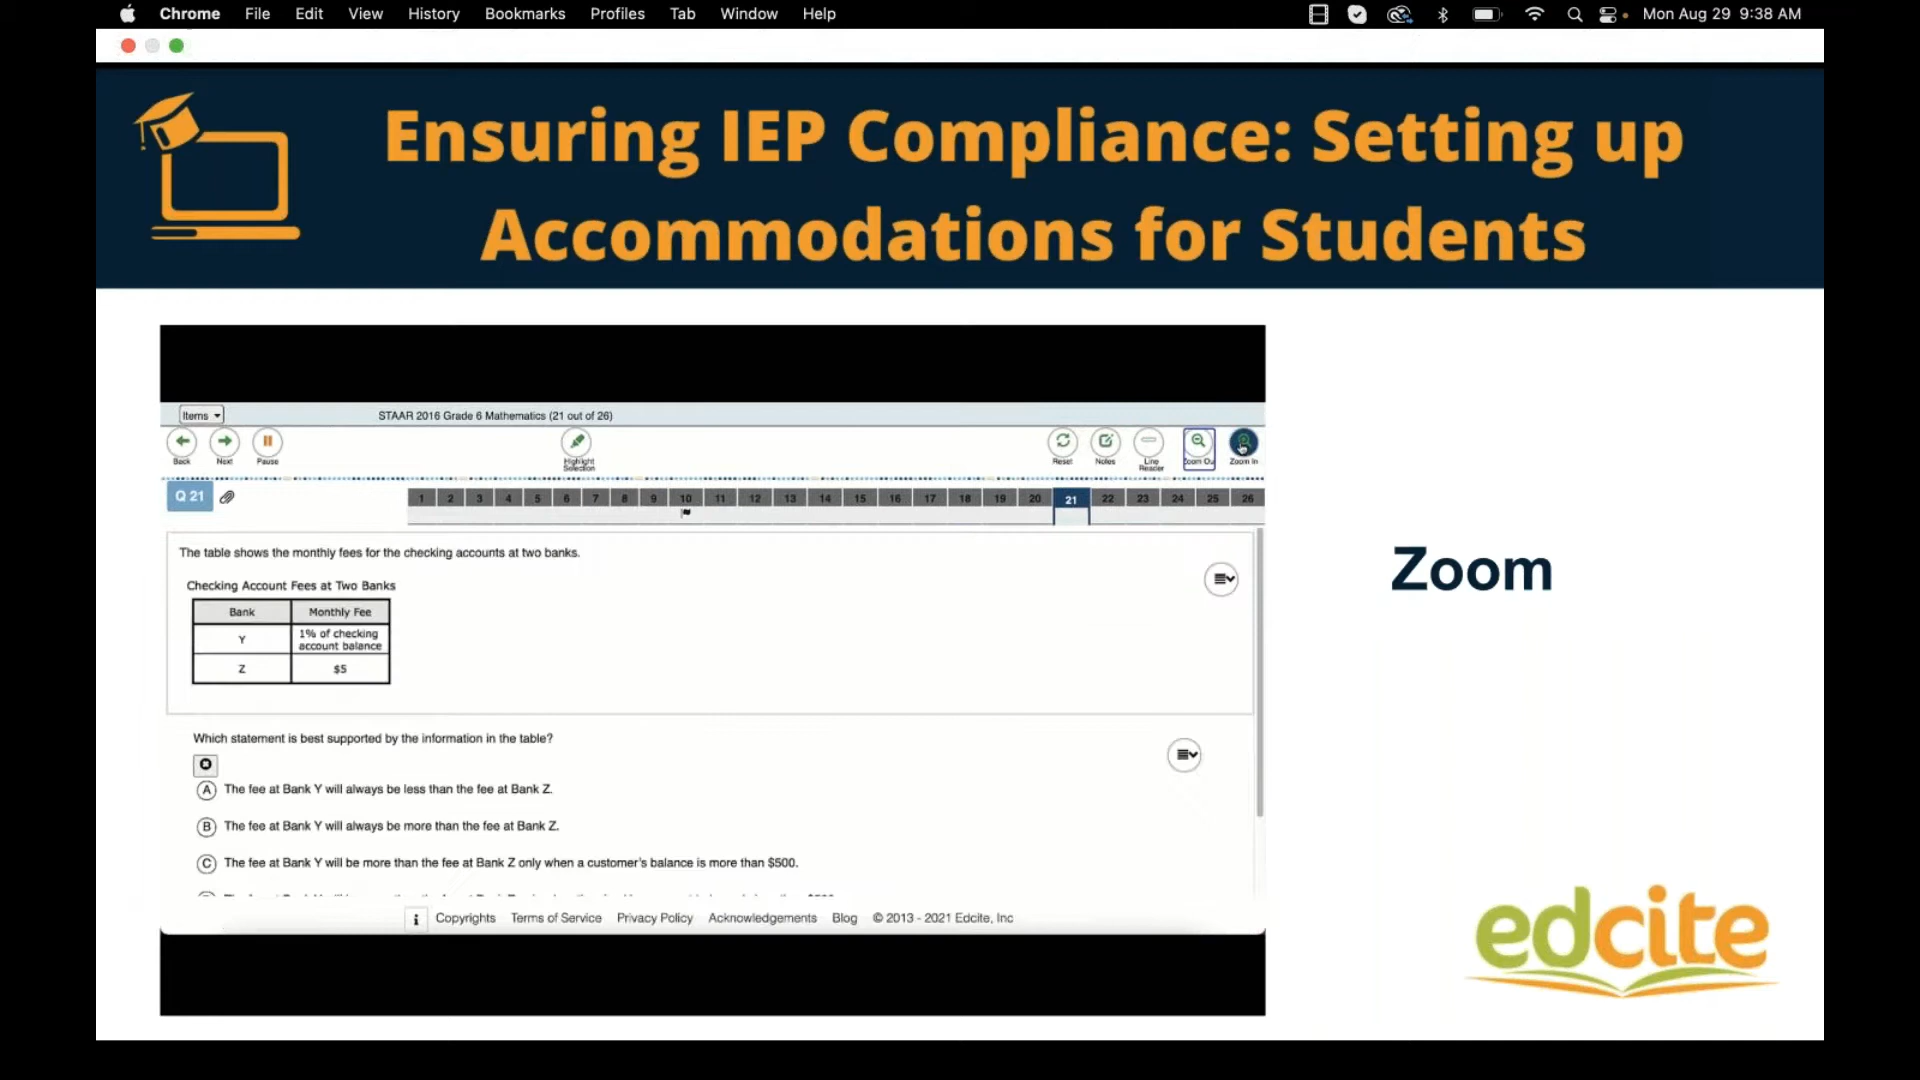 Chrome File Edit View History Bookmarks Profiles Tab Window Help Mon Aug 29 9:38 AM
Ensuring IEP Compliance: Setting up
Accommodations for Students
Items STAAR 2016 Grade 6 Mathematics (21 out of 26)
Back Next Pause Highlight Selection Reset Notes Line Reader Zoom Ou Zoom In
Q 21
1 2 3 4 5 6 7 8 9 10 11 12 13 14 15 16 17 18 19 20 21 22 23 24 25 26
The table shows the monthly fees for the checking accounts at two banks.
Checking Account Fees at Two Banks
Bank Monthly Fee
Y 1% of checking account balance
Z $5
Which statement is best supported by the information in the table?
A The fee at Bank Y will always be less than the fee at Bank Z.
B The fee at Bank Y will always be more than the fee at Bank Z.
C The fee at Bank Y will be more than the fee at Bank Z only when a customer's balance is more than $500.
i Copyrights Terms of Service Privacy Policy Acknowledgements Blog © 2013 - 2021 Edcite, Inc
Zoom
edcite